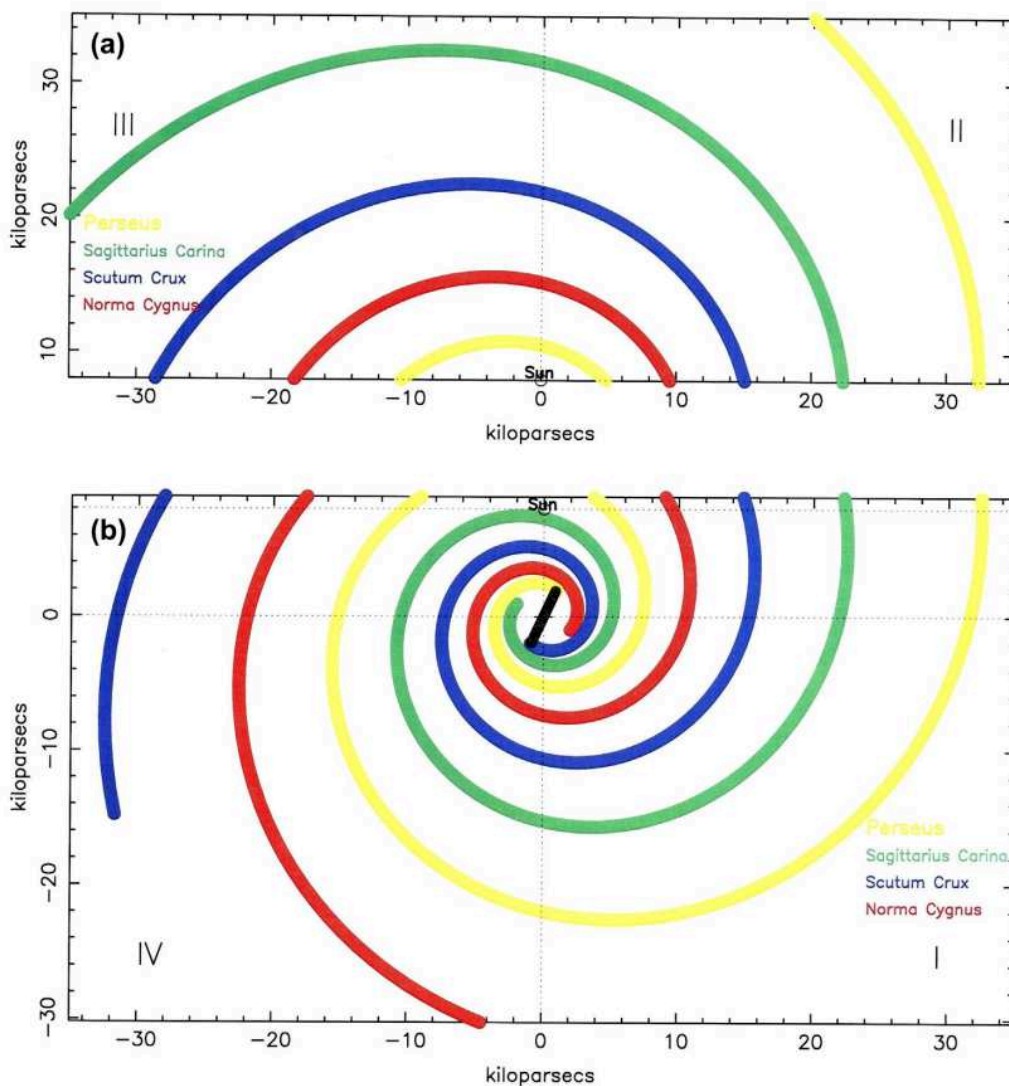 (a)
III
II
kiloparsecs
30
20
10
Perseus
Sagittarius Carina
Scutum Crux
Norma Cygnus
Sun
−30
−20
−10
0
10
20
30
kiloparsecs
(b)
Sun
kiloparsecs
0
−10
−20
−30
Perseus
Sagittarius Carina
Scutum Crux
Norma Cygnus
IV
I
−30
−20
−10
0
10
20
30
kiloparsecs